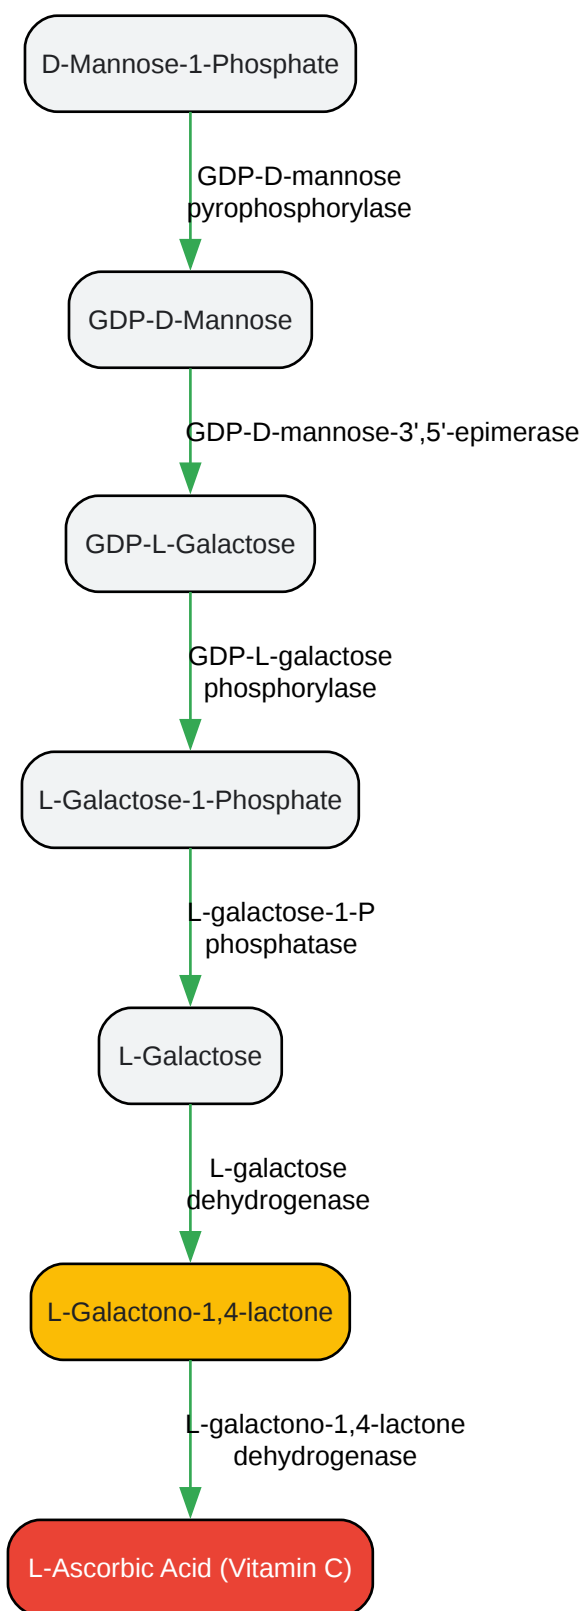 D-Mannose-1-Phosphate
GDP-D-mannose
pyrophosphorylase
GDP-D-Mannose
GDP-D-mannose-3',5'-epimerase
GDP-L-Galactose
GDP-L-galactose
phosphorylase
L-Galactose-1-Phosphate
L-galactose-1-P
phosphatase
L-Galactose
L-galactose
dehydrogenase
L-Galactono-1,4-lactone
L-galactono-1,4-lactone
dehydrogenase
L-Ascorbic Acid (Vitamin C)